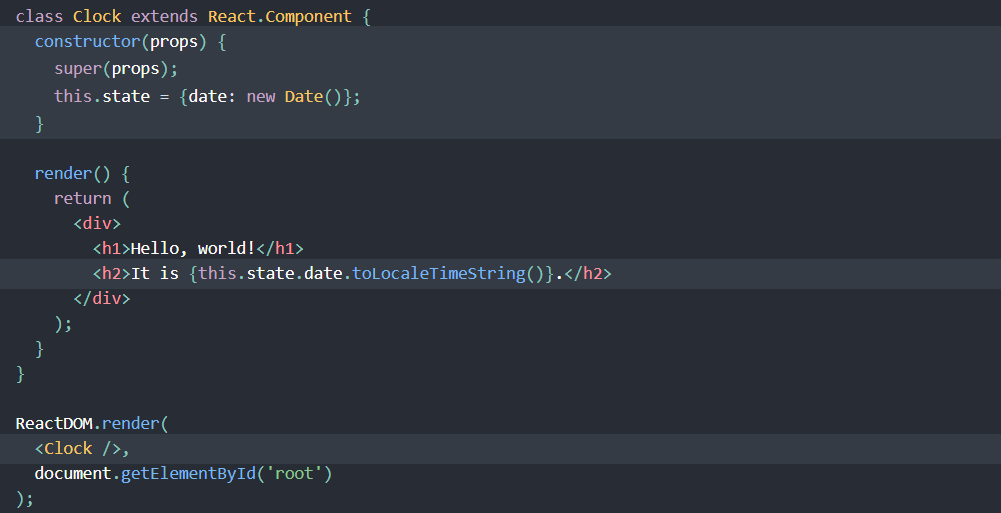 class Clock extends React.Component {
  constructor(props) {
    super(props);
    this.state = {date: new Date()};
  }

  render() {
    return (
      <div>
        <h1>Hello, world!</h1>
        <h2>It is {this.state.date.toLocaleTimeString()}.</h2>
      </div>
    );
  }
}

ReactDOM.render(
  <Clock />,
  document.getElementById('root')
);